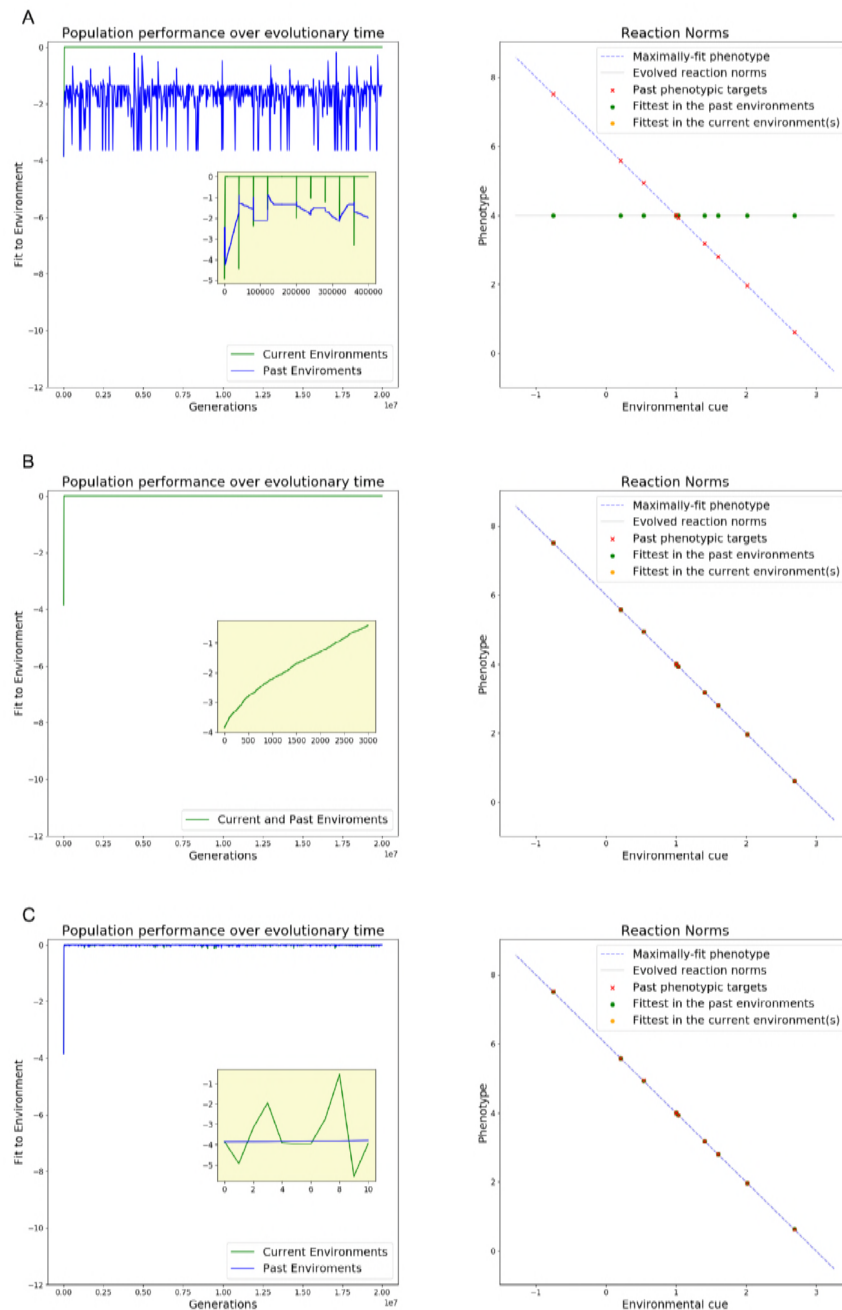 A
Population performance over evolutionary time
0
−2
−4
−6
−8
−10
−12
Fit to Environment
0
−1
−2
−3
−4
−5
0 100000 200000 300000 400000
Current Environments
Past Enviroments
0.00 0.25 0.50 0.75 1.00 1.25 1.50 1.75 2.00
1e7
Generations
Reaction Norms
Maximally-fit phenotype
Evolved reaction norms
Past phenotypic targets
Fittest in the past environments
Fittest in the current environment(s)
8
6
4
2
0
Phenotype
−1 0 1 2 3
Environmental cue
B
Population performance over evolutionary time
0
−2
−4
−6
−8
−10
−12
Fit to Environment
−1
−2
−3
−4
0 500 1000 1500 2000 2500 3000
Current and Past Enviroments
0.00 0.25 0.50 0.75 1.00 1.25 1.50 1.75 2.00
1e7
Generations
Reaction Norms
Maximally-fit phenotype
Evolved reaction norms
Past phenotypic targets
Fittest in the past environments
Fittest in the current environment(s)
8
6
4
2
0
Phenotype
−1 0 1 2 3
Environmental cue
C
Population performance over evolutionary time
0
−2
−4
−6
−8
−10
−12
Fit to Environment
−1
−2
−3
−4
−5
0 2 4 6 8 10
Current Environments
Past Enviroments
0.00 0.25 0.50 0.75 1.00 1.25 1.50 1.75 2.00
1e7
Generations
Reaction Norms
Maximally-fit phenotype
Evolved reaction norms
Past phenotypic targets
Fittest in the past environments
Fittest in the current environment(s)
8
6
4
2
0
Phenotype
−1 0 1 2 3
Environmental cue